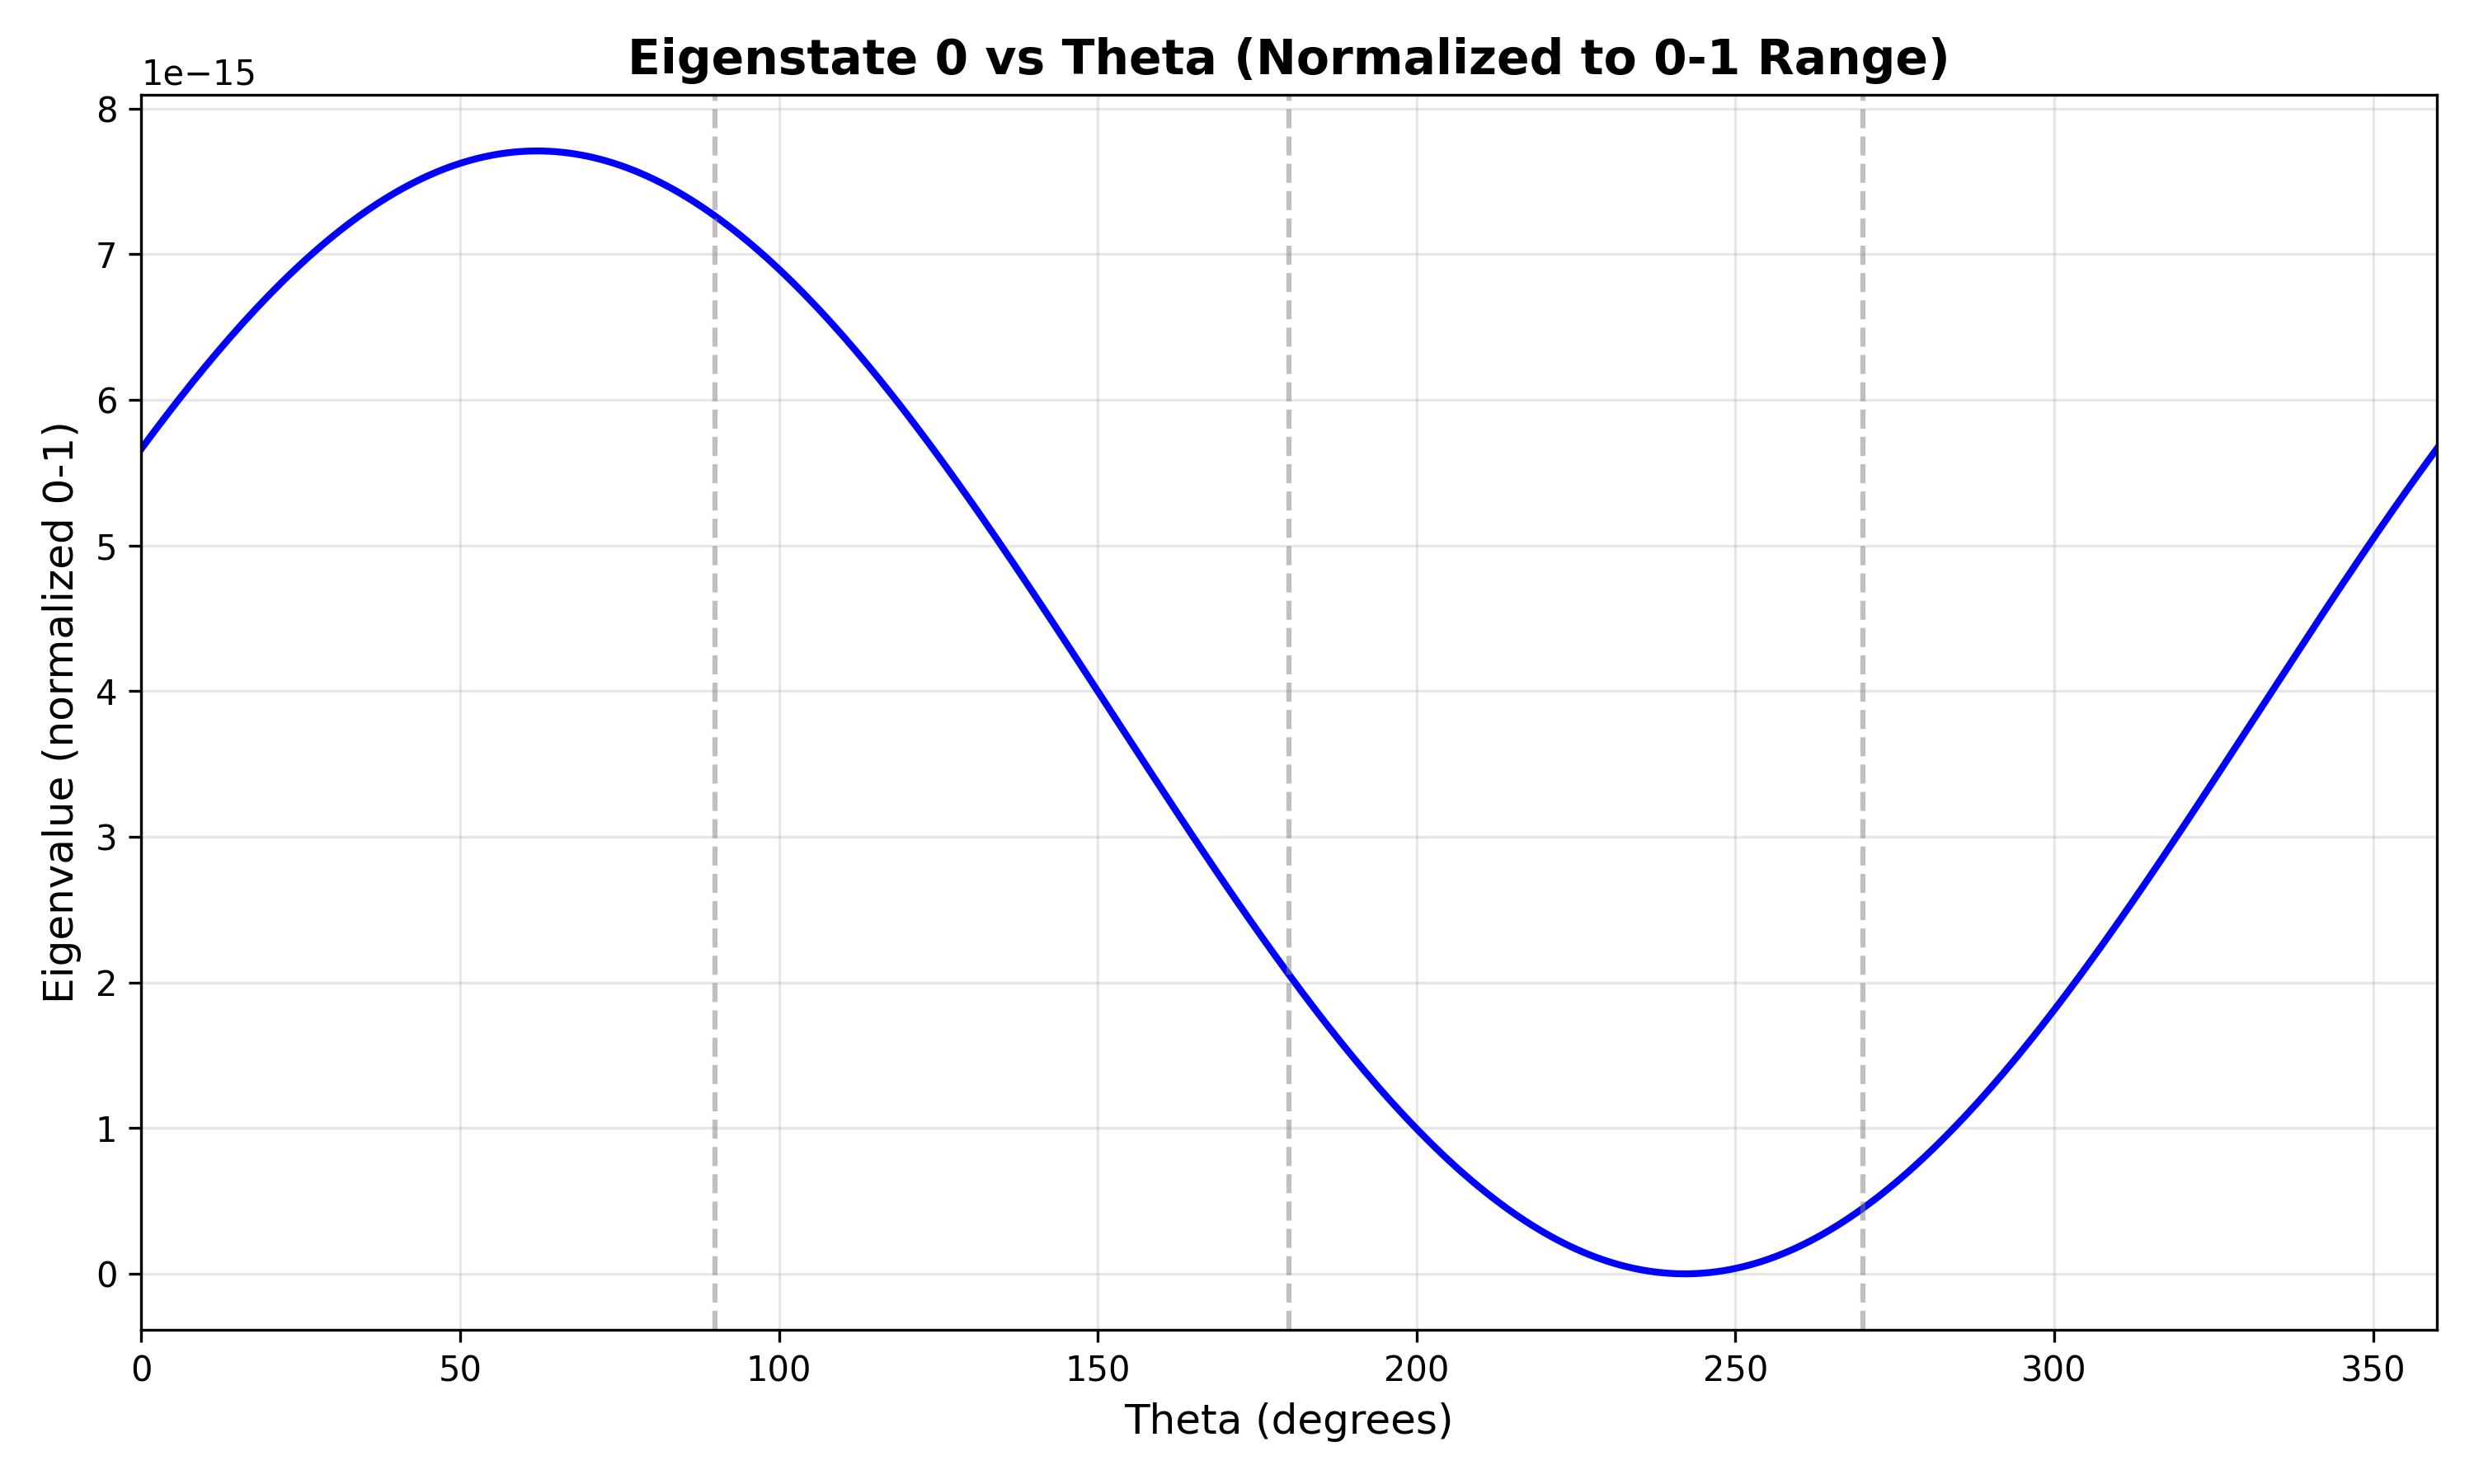 Eigenstate 0 vs Theta (Normalized to 0-1 Range)
1e−15
8
7
6
5
4
3
2
1
0
Eigenvalue (normalized 0-1)
0 50 100 150 200 250 300 350
Theta (degrees)